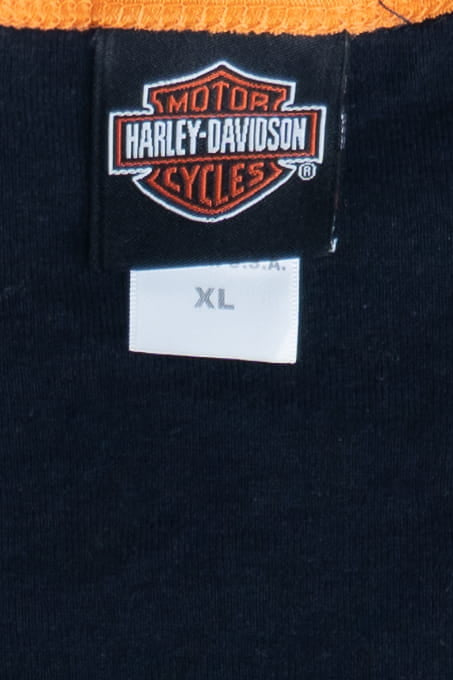 MOTOR
HARLEY-DAVIDSON
CYCLES
®
U.S.A.
XL